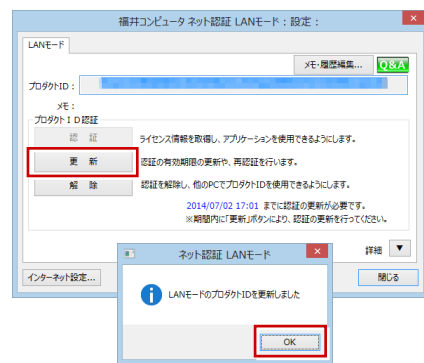 福井コンピュータ ネット認証 LANモード：設定：
LANモード
メモ・履歴編集...
Q&A
プロダクトID：
メモ：
プロダクトＩＤ認証
認　証
ライセンス情報を取得し、アプリケーションを使用できるようにします。
更　新
認証の有効期限の更新や、再認証を行います。
解　除
認証を解除し、他のPCでプロダクトIDを使用できるようにします。
2014/07/02 17:01 までに認証の更新が必要です。
※期間内に「更新」ボタンにより、認証の更新を行ってください。
詳細 ▼
インターネット設定...
閉じる
ネット認証 LANモード
LANモードのプロダクトIDを更新しました
OK